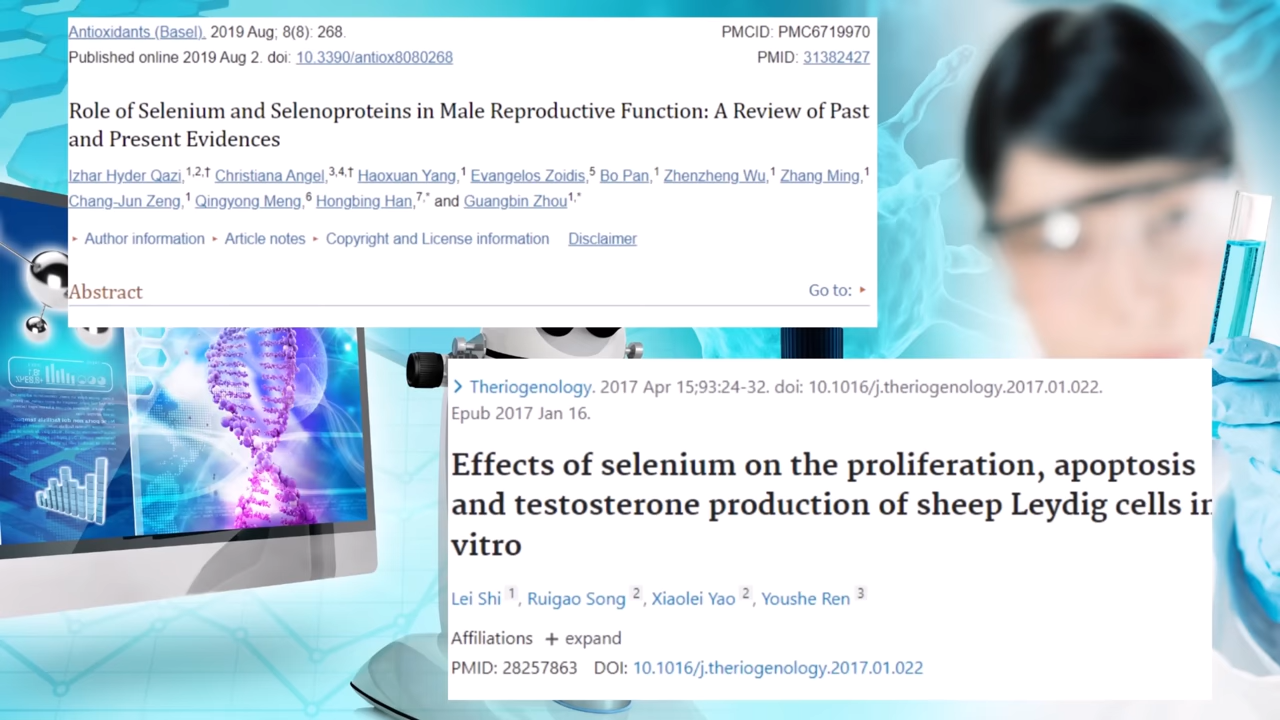 Antioxidants (Basel). 2019 Aug; 8(8): 268.
PMCID: PMC6719970
Published online 2019 Aug 2. doi: 10.3390/antiox8080268
PMID: 31382427
Role of Selenium and Selenoproteins in Male Reproductive Function: A Review of Past
and Present Evidences
Izhar Hyder Qazi,1,2,† Christiana Angel,3,4,† Haoxuan Yang,1 Evangelos Zoidis,5 Bo Pan,1 Zhenzheng Wu,1 Zhang Ming,1
Chang-Jun Zeng,1 Qingyong Meng,6 Hongbing Han,7,* and Guangbin Zhou1,*
▸ Author information ▸ Article notes ▸ Copyright and License information Disclaimer
Abstract
Go to: ▸
> Theriogenology. 2017 Apr 15;93:24-32. doi: 10.1016/j.theriogenology.2017.01.022.
Epub 2017 Jan 16.
Effects of selenium on the proliferation, apoptosis
and testosterone production of sheep Leydig cells in
vitro
Lei Shi 1, Ruigao Song 2, Xiaolei Yao 2, Youshe Ren 3
Affiliations + expand
PMID: 28257863 DOI: 10.1016/j.theriogenology.2017.01.022